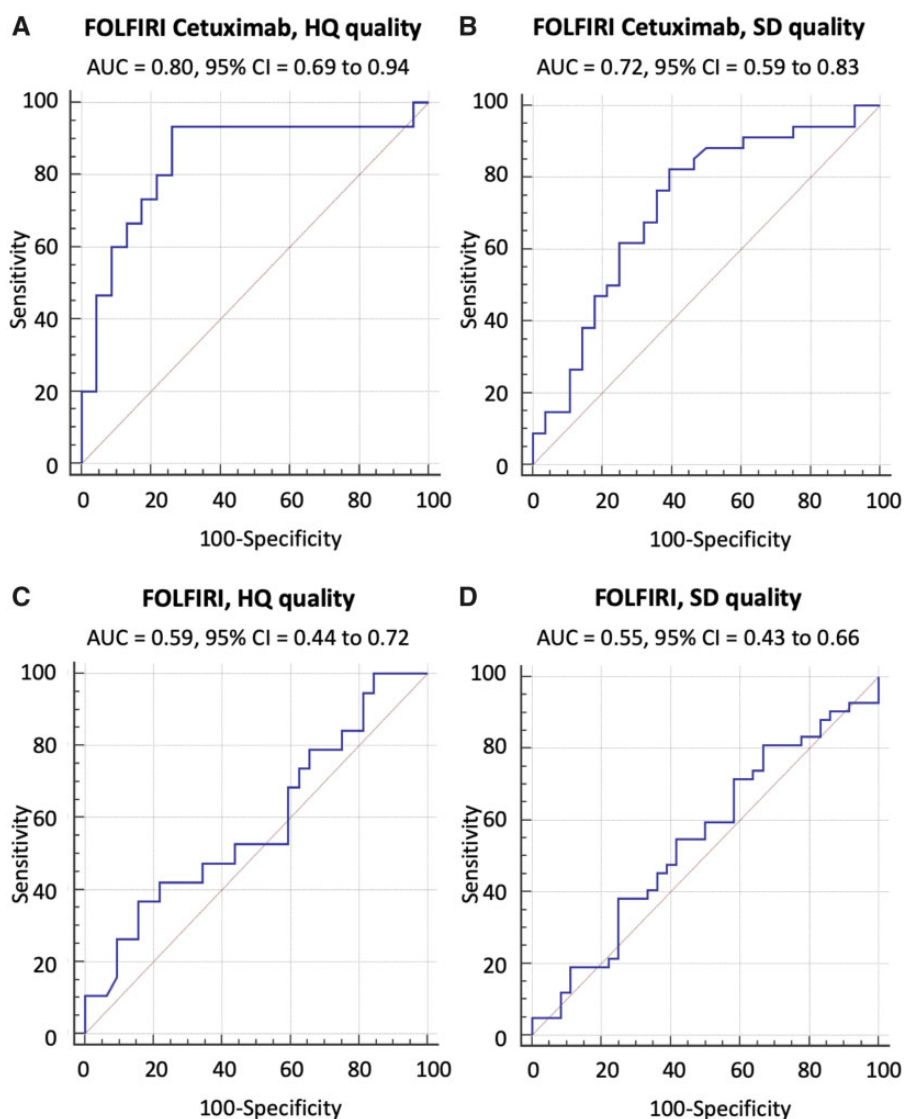 A FOLFIRI Cetuximab, HQ quality
AUC = 0.80, 95% CI = 0.69 to 0.94
100
80
60
40
20
0
Sensitivity
0 20 40 60 80 100
100-Specificity
B FOLFIRI Cetuximab, SD quality
AUC = 0.72, 95% CI = 0.59 to 0.83
100
80
60
40
20
0
Sensitivity
0 20 40 60 80 100
100-Specificity
C FOLFIRI, HQ quality
AUC = 0.59, 95% CI = 0.44 to 0.72
100
80
60
40
20
0
Sensitivity
0 20 40 60 80 100
100-Specificity
D FOLFIRI, SD quality
AUC = 0.55, 95% CI = 0.43 to 0.66
100
80
60
40
20
0
Sensitivity
0 20 40 60 80 100
100-Specificity